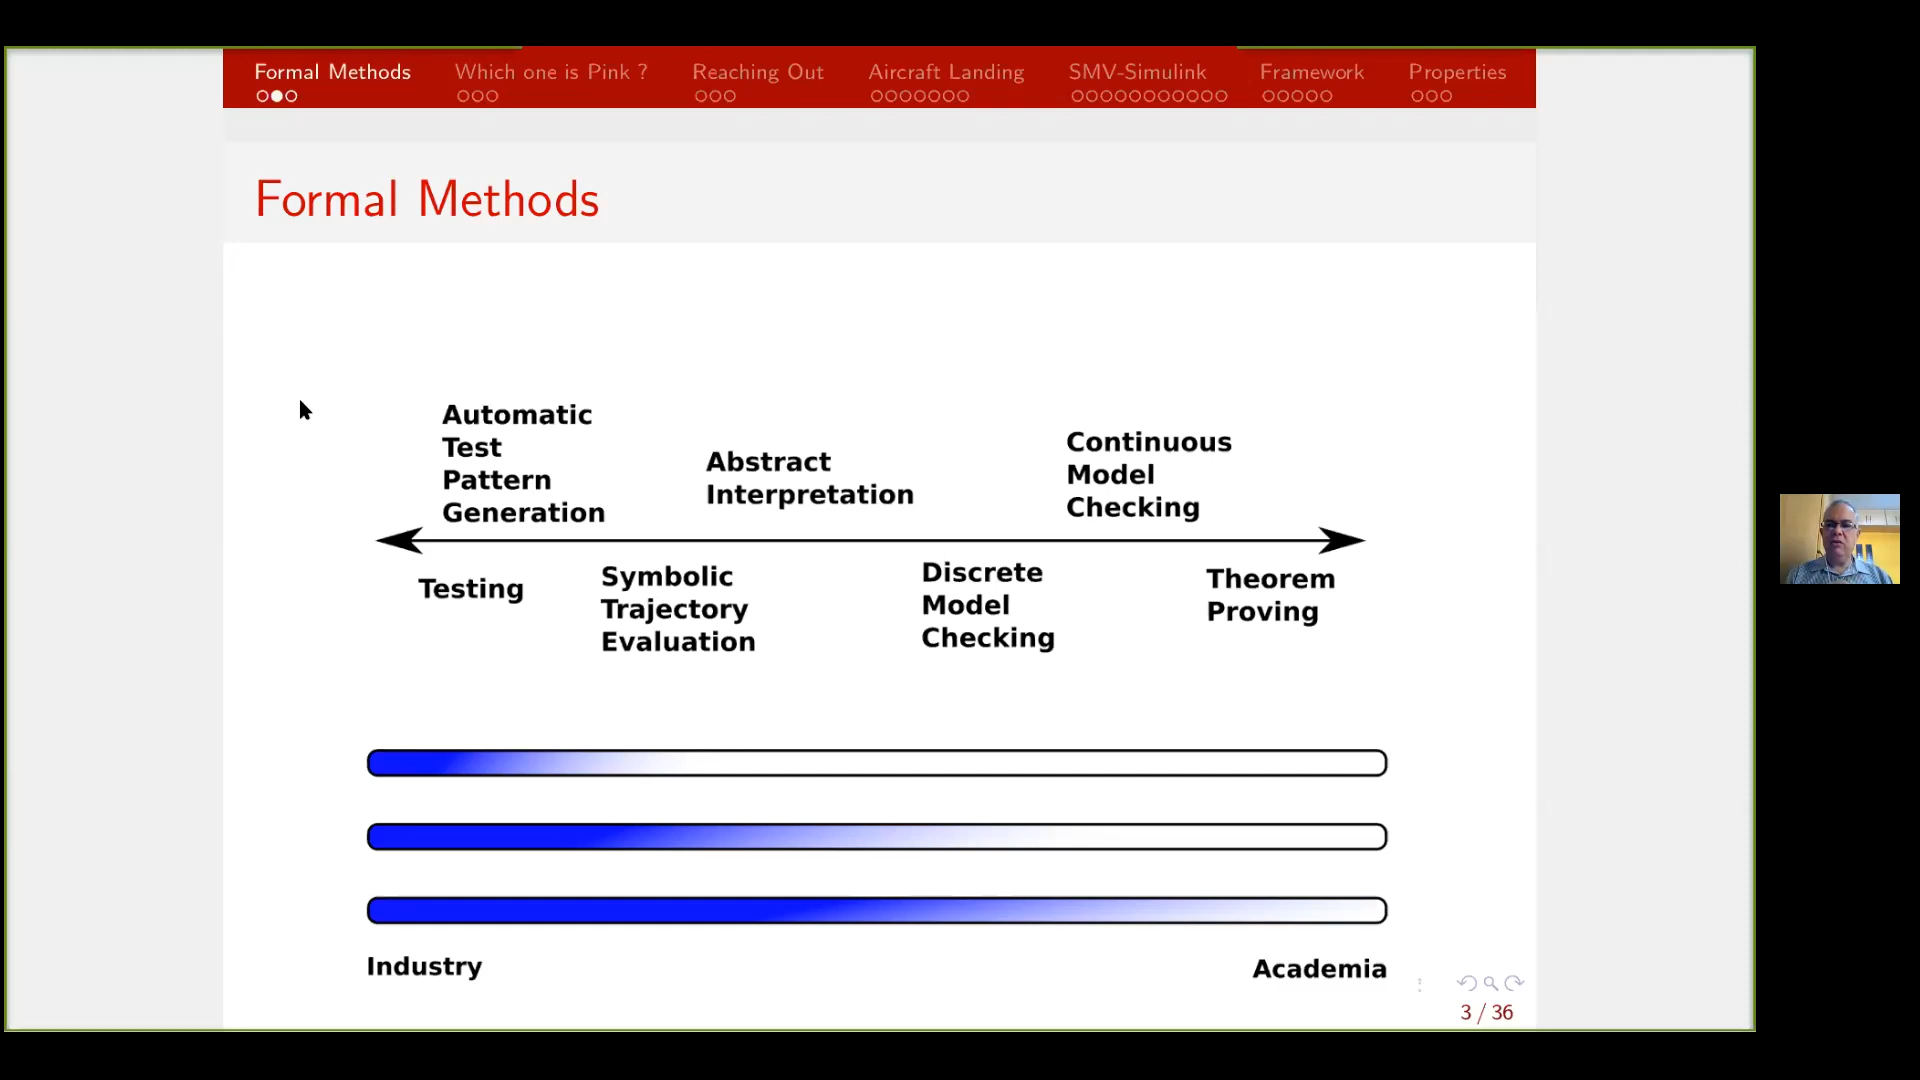 Formal Methods Which one is Pink ? Reaching Out Aircraft Landing SMV-Simulink Framework Properties
Formal Methods
Automatic
Test
Pattern
Generation
Abstract
Interpretation
Continuous
Model
Checking
Testing
Symbolic
Trajectory
Evaluation
Discrete
Model
Checking
Theorem
Proving
Industry
Academia
3 / 36